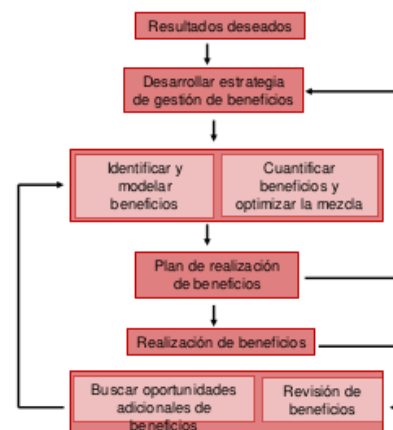 Resultados deseados
Desarrollar estrategia
de gestión de beneficios
Identificar y
modelar
beneficios
Cuantificar
beneficios y
optimizar la mezcla
Plan de realización
de beneficios
Realización de beneficios
Buscar oportunidades
adicionales de
beneficios
Revisión de
beneficios